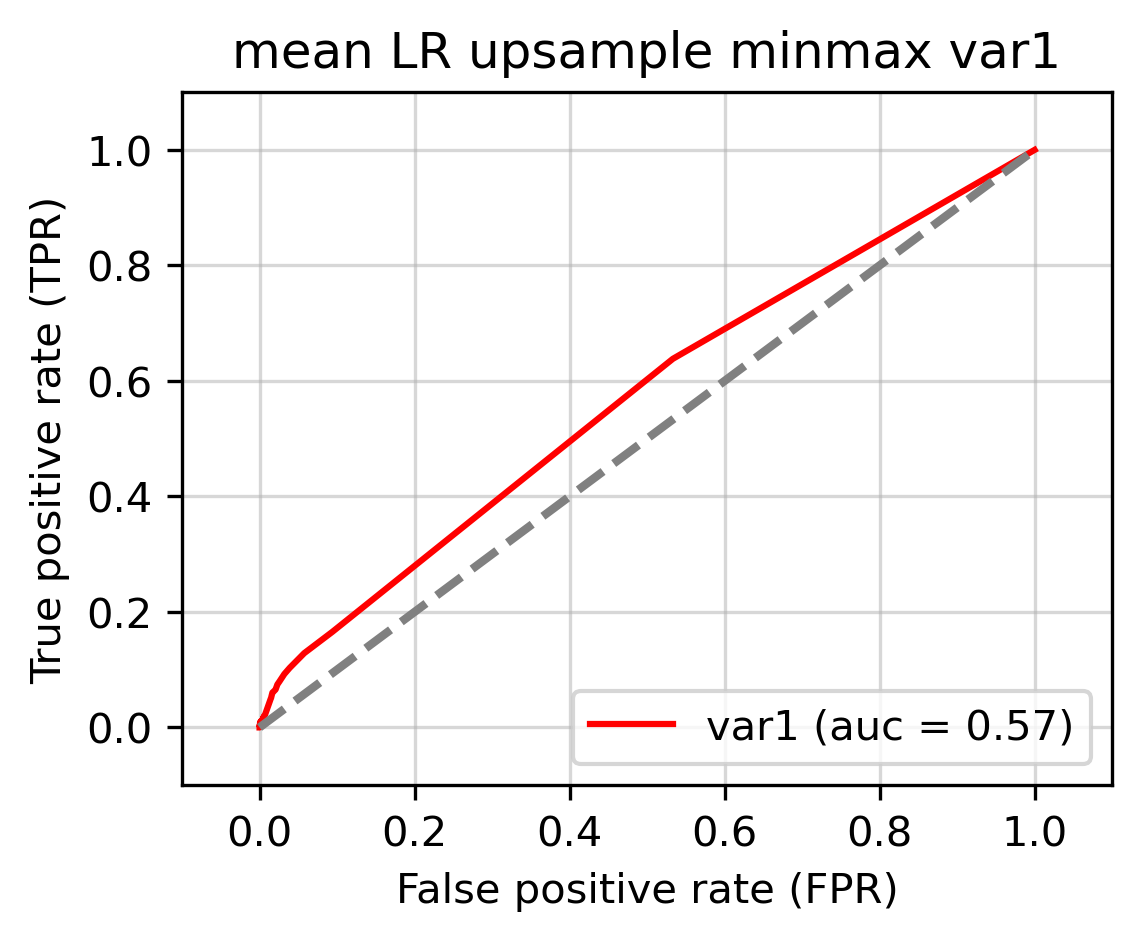 mean LR upsample minmax var1
True positive rate (TPR)
1.0
0.8
0.6
0.4
0.2
0.0
var1 (auc = 0.57)
0.0 0.2 0.4 0.6 0.8 1.0
False positive rate (FPR)